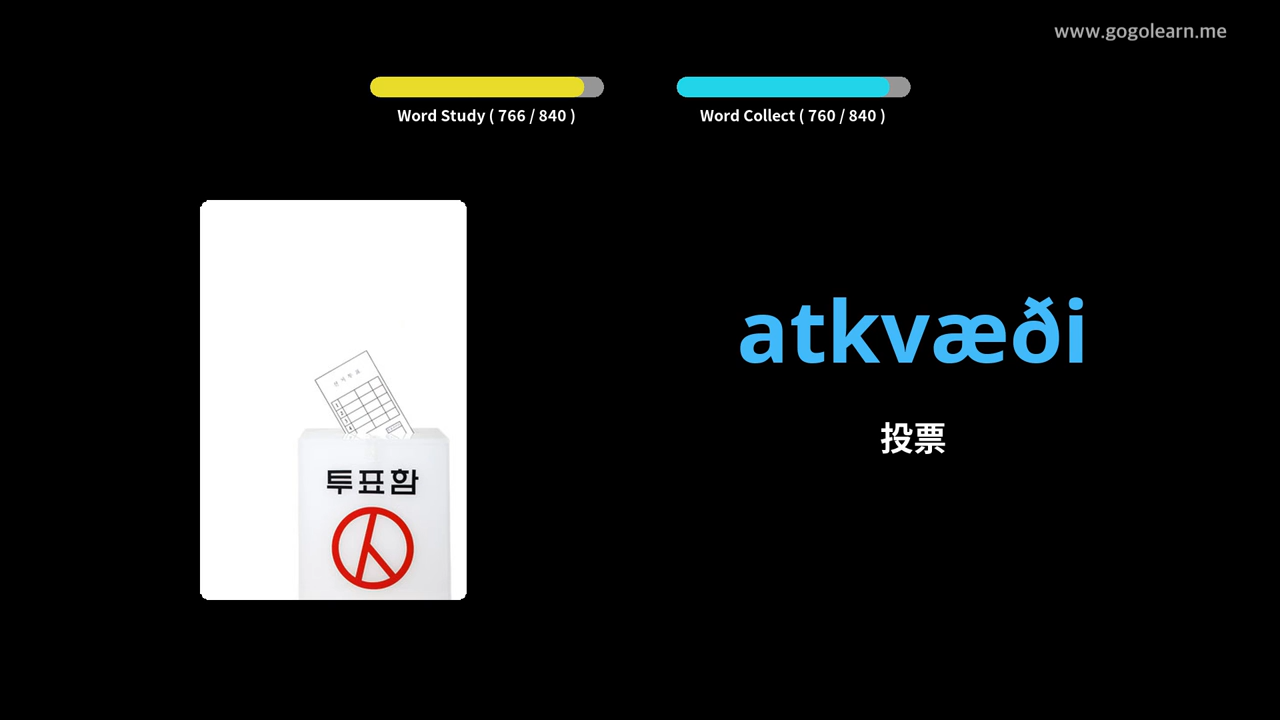 www.gogolearn.me
Word Study ( 766 / 840 )
Word Collect ( 760 / 840 )
투표함
atkvæði
投票